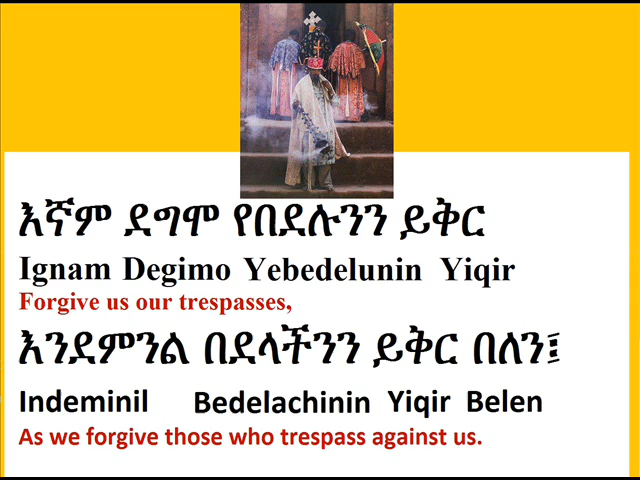 እኛም ደግሞ የበደሉንን ይቅር
Ignam Degimo Yebedelunin Yiqir
Forgive us our trespasses,
እንደምንል በደላችንን ይቅር በለን፤
Indeminil Bedelachinin Yiqir Belen
As we forgive those who trespass against us.